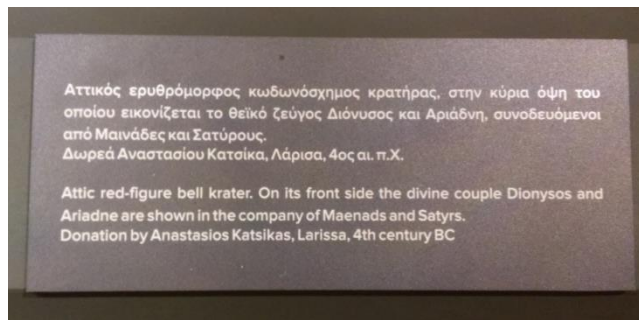 Αττικός ερυθρόμορφος κωδωνόσχημος κρατήρας, στην κύρια όψη του
οποίου εικονίζεται το θεϊκό ζεύγος Διόνυσος και Αριάδνη, συνοδευόμενοι
από Μαινάδες και Σατύρους.
Δωρεά Αναστασίου Κατσίκα, Λάρισα, 4ος αι. π.Χ.
Attic red-figure bell krater. On its front side the divine couple Dionysos and
Ariadne are shown in the company of Maenads and Satyrs.
Donation by Anastasios Katsikas, Larissa, 4th century BC